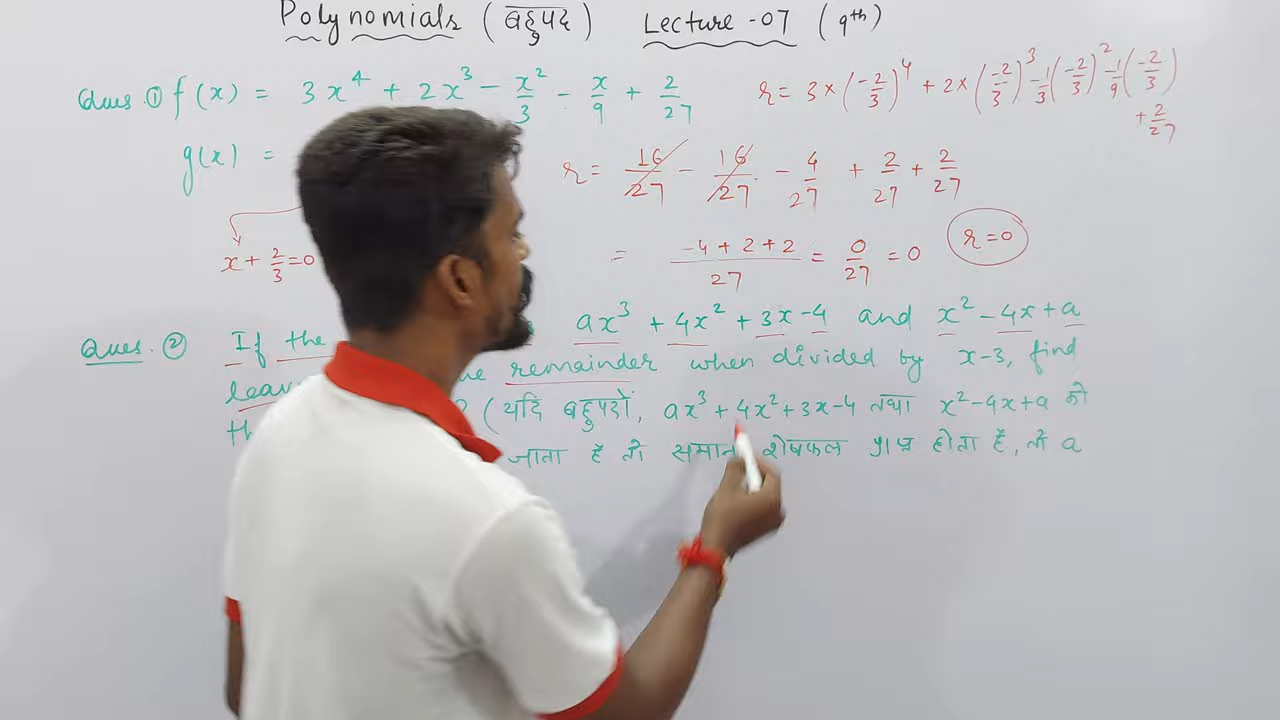 Polynomials (बहुपद) Lecture -07 (9th)
Ques ① f(x) = 3x⁴ + 2x³ - x²/3 - x/9 + 2/27
r = 3×(-2/3)⁴ + 2×(-2/3)³ - 1/3(-2/3)² - 1/9(-2/3) + 2/27
g(x) =
r = 16/27 - 16/27 - 4/27 + 2/27 + 2/27
x + 2/3 = 0
= -4+2+2/27 = 0/27 = 0 r=0
Ques. ② If the ax³ + 4x² + 3x - 4 and x² - 4x + a
remainder when divided by x-3, find
(यदि बहुपदों, ax³ + 4x² + 3x - 4 तथा x² - 4x + a को
जाता है तो समान शेषफल प्राप्त होता है, तो a